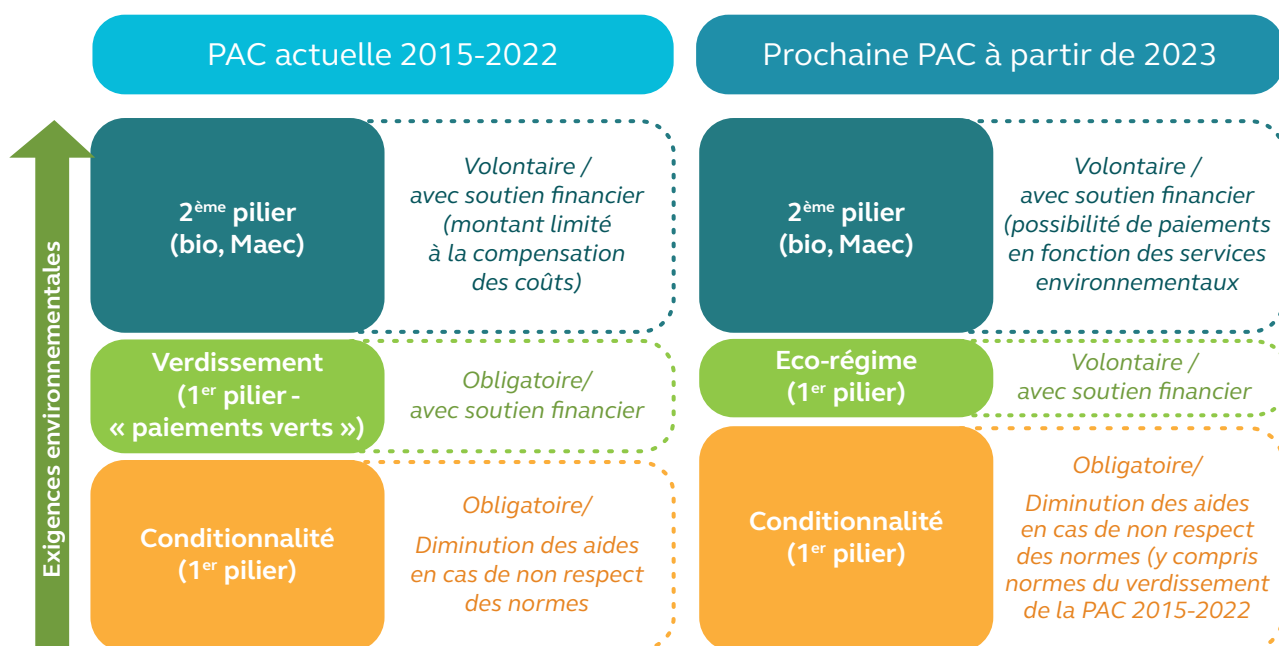 PAC actuelle 2015-2022
Prochaine PAC à partir de 2023
Exigences environnementales
2ème pilier
(bio, Maec)
Volontaire /
avec soutien financier
(montant limité
à la compensation
des coûts)
2ème pilier
(bio, Maec)
Volontaire /
avec soutien financier
(possibilité de paiements
en fonction des services
environnementaux
Verdissement
(1er pilier -
« paiements verts »)
Obligatoire/
avec soutien financier
Eco-régime
(1er pilier)
Volontaire /
avec soutien financier
Conditionnalité
(1er pilier)
Obligatoire/
Diminution des aides
en cas de non respect
des normes
Conditionnalité
(1er pilier)
Obligatoire/
Diminution des aides
en cas de non respect
des normes (y compris
normes du verdissement
de la PAC 2015-2022